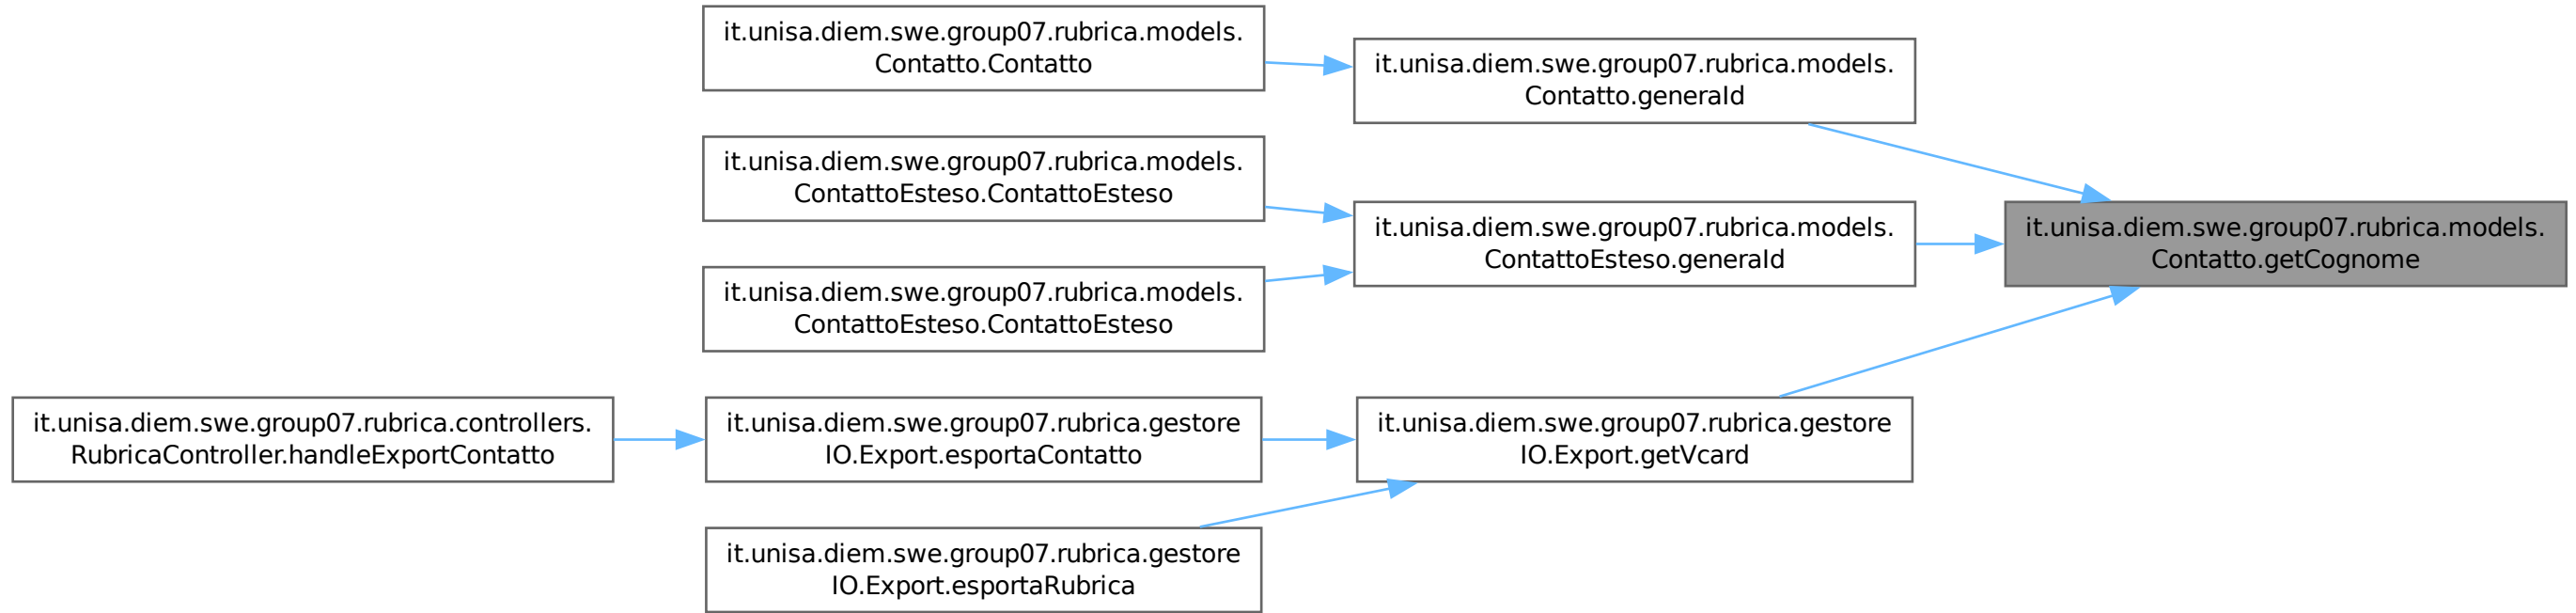 it.unisa.diem.swe.group07.rubrica.models.
Contatto.Contatto
it.unisa.diem.swe.group07.rubrica.models.
Contatto.generaId
it.unisa.diem.swe.group07.rubrica.models.
ContattoEsteso.ContattoEsteso
it.unisa.diem.swe.group07.rubrica.models.
ContattoEsteso.generaId
it.unisa.diem.swe.group07.rubrica.models.
Contatto.getCognome
it.unisa.diem.swe.group07.rubrica.models.
ContattoEsteso.ContattoEsteso
it.unisa.diem.swe.group07.rubrica.controllers.
RubricaController.handleExportContatto
it.unisa.diem.swe.group07.rubrica.gestore
IO.Export.esportaContatto
it.unisa.diem.swe.group07.rubrica.gestore
IO.Export.getVcard
it.unisa.diem.swe.group07.rubrica.gestore
IO.Export.esportaRubrica